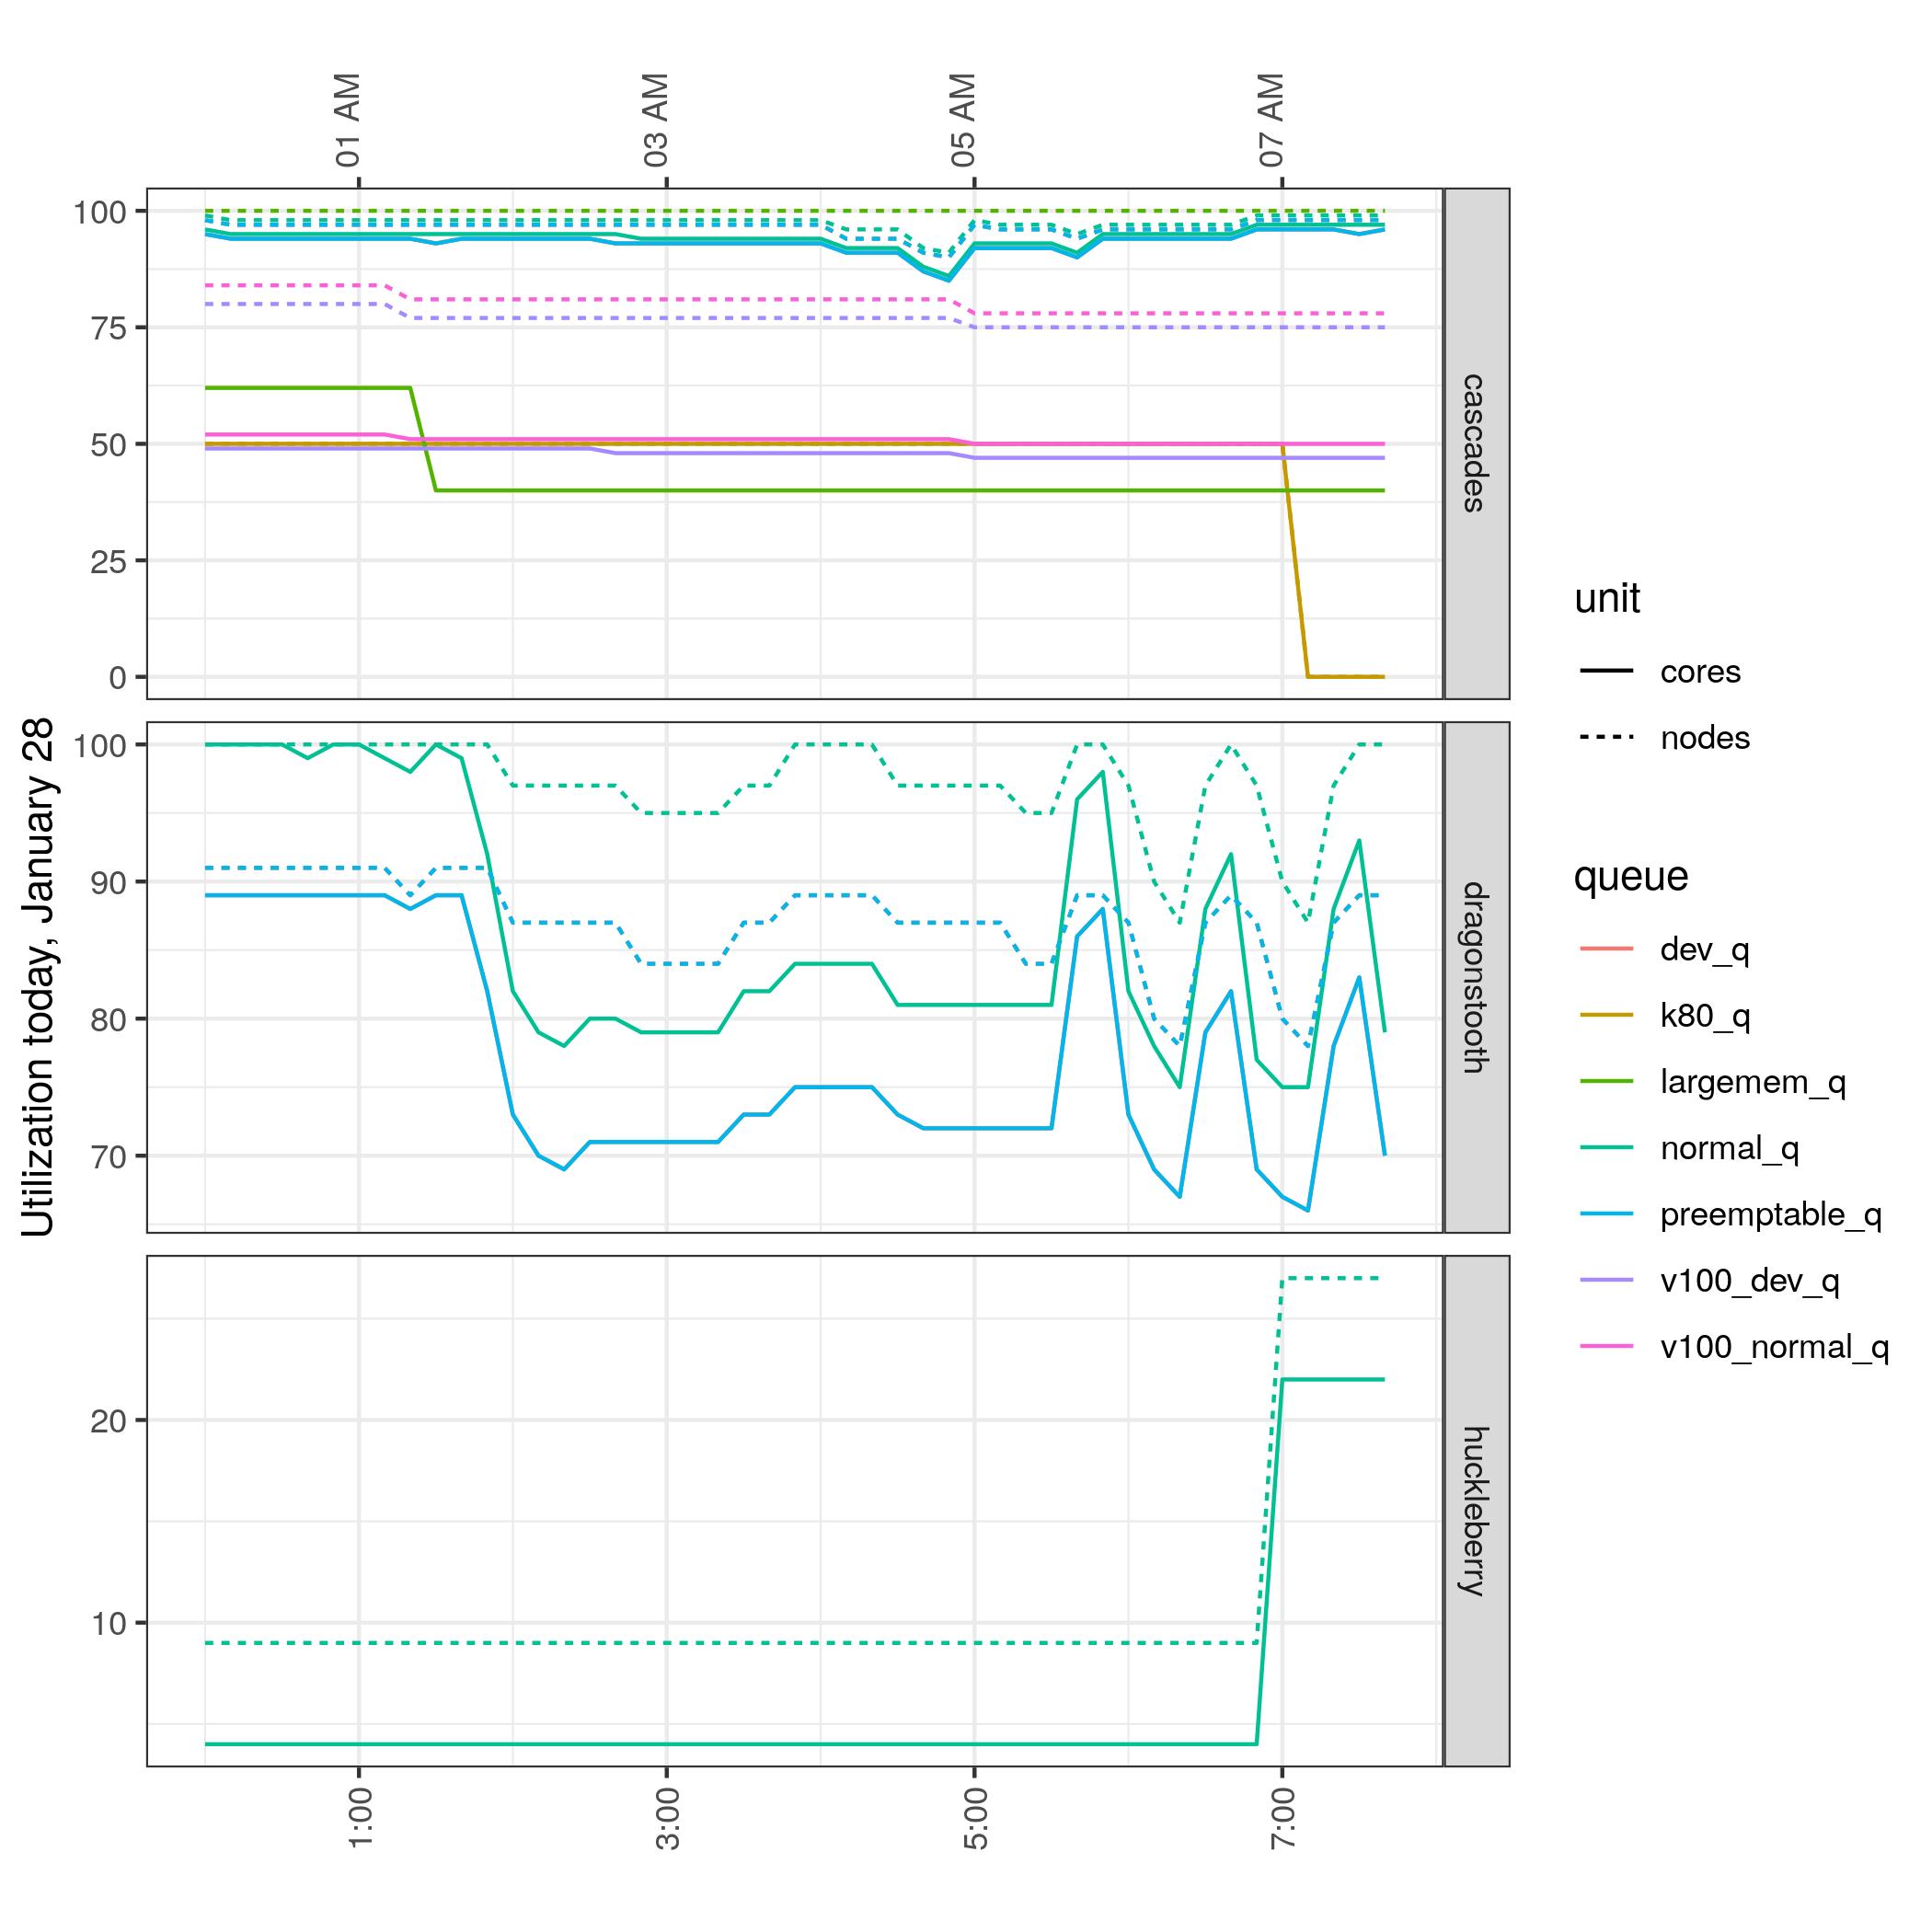 01 AM
03 AM
05 AM
07 AM
100
75
50
25
0
cascades
Utilization today, January 28
100
90
80
70
dragonstooth
20
10
huckleberry
1:00
3:00
5:00
7:00
unit
cores
nodes
queue
dev_q
k80_q
largemem_q
normal_q
preemptable_q
v100_dev_q
v100_normal_q